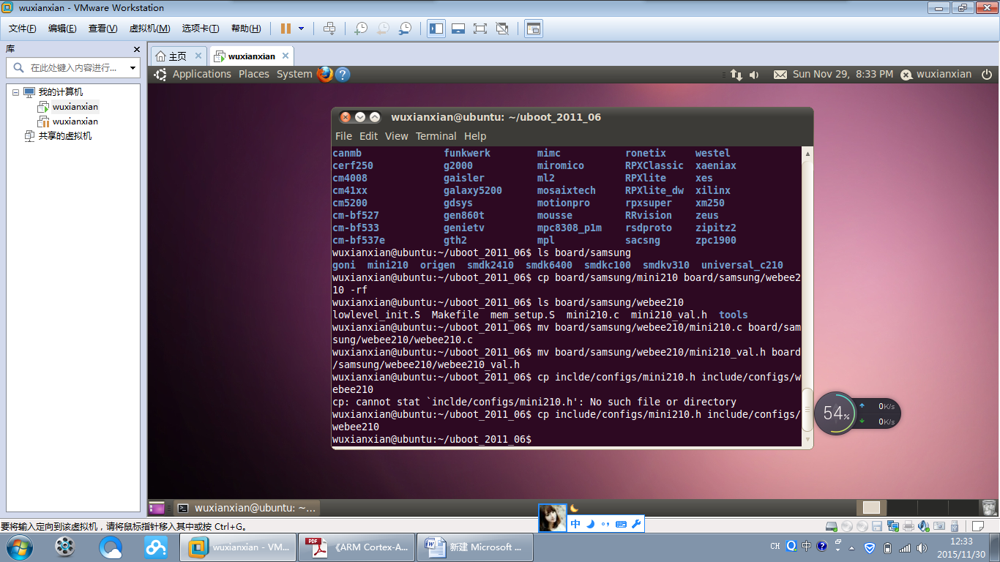 wuxianxian - VMware Workstation
文件(F) 编辑(E) 查看(V) 虚拟机(M) 选项卡(T) 帮助(H)
库
在此处键入内容进行...
我的计算机
wuxianxian
wuxianxian
共享的虚拟机
主页 wuxianxian
Applications Places System Sun Nov 29, 8:33 PM wuxianxian
wuxianxian@ubuntu: ~/uboot_2011_06
File Edit View Terminal Help
canmb funkwerk mimc ronetix westel
cerf250 g2000 miromico RPXClassic xaeniax
cm4008 gaisler ml2 RPXlite xes
cm41xx galaxy5200 mosaixtech RPXlite_dw xilinx
cm5200 gdsys motionpro rpxsuper xm250
cm-bf527 gen860t mousse RRvision zeus
cm-bf533 genietv mpc8308_p1m rsdproto zipitz2
cm-bf537e gth2 mpl sacsng zpc1900
wuxianxian@ubuntu:~/uboot_2011_06$ ls board/samsung
goni mini210 origen smdk2410 smdk6400 smdkc100 smdkv310 universal_c210
wuxianxian@ubuntu:~/uboot_2011_06$ cp board/samsung/mini210 board/samsung/webee2
10 -rf
wuxianxian@ubuntu:~/uboot_2011_06$ ls board/samsung/webee210
lowlevel_init.S Makefile mem_setup.S mini210.c mini210_val.h tools
wuxianxian@ubuntu:~/uboot_2011_06$ mv board/samsung/webee210/mini210.c board/sam
sung/webee210/webee210.c
wuxianxian@ubuntu:~/uboot_2011_06$ mv board/samsung/webee210/mini210_val.h board
/samsung/webee210/webee210_val.h
wuxianxian@ubuntu:~/uboot_2011_06$ cp inclde/configs/mini210.h include/configs/w
ebee210
cp: cannot stat `inclde/configs/mini210.h': No such file or directory
wuxianxian@ubuntu:~/uboot_2011_06$ cp include/configs/mini210.h include/configs/
webee210
wuxianxian@ubuntu:~/uboot_2011_06$
54%
0K/s
0K/s
wuxianxian@ubuntu: ~...
中
要将输入定向到该虚拟机，请将鼠标指针移入其中或按 Ctrl+G。
wuxianxian - VM... 《ARM Cortex-A... 新建 Microsoft ...
PDF
CH 中
12:33
2015/11/30